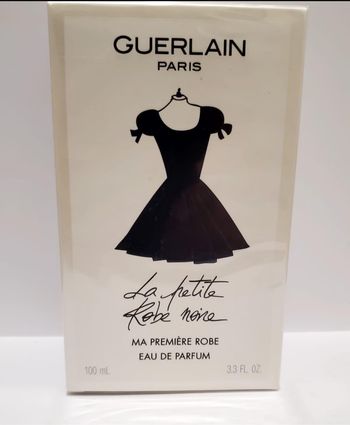 GUERLAIN
PARIS
La petite
Robe noire
MA PREMIÈRE ROBE
EAU DE PARFUM
100 mL 3.3 FL. OZ.